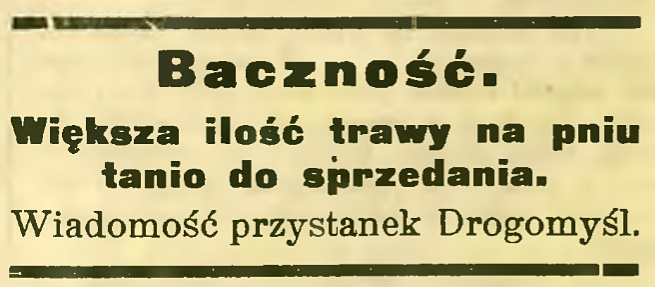 Baczność.
Większa ilość trawy na pniu
tanio do sprzedania.
Wiadomość przystanek Drogomyśl.